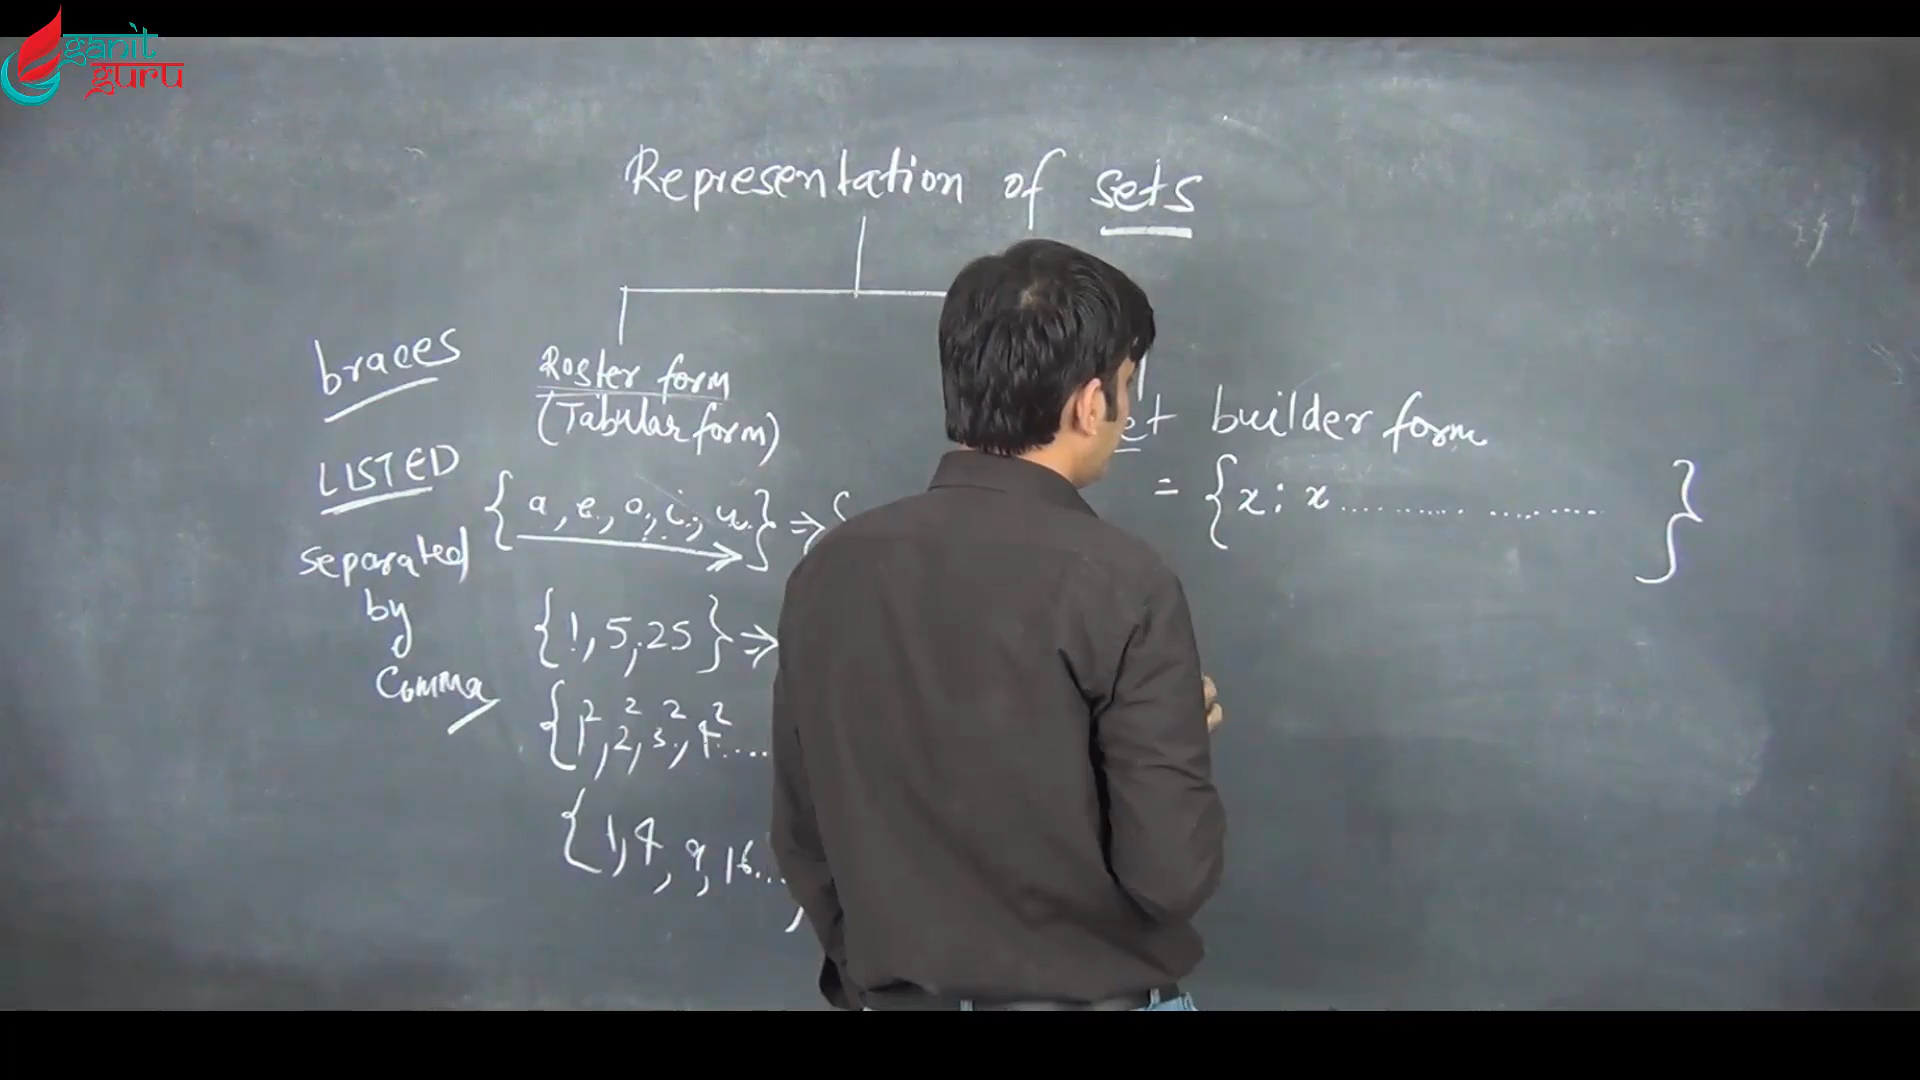 ganit
guru
Representation of sets
braces
Roster form
(Tabular form)
et builder form
LISTED
{a, e, o, i, u} ⇒ {
= {x: x .................. }
separated
by
comma
{1, 5, 25} ⇒
{1², 2², 3², 4² .....
{1, 4, 9, 16...